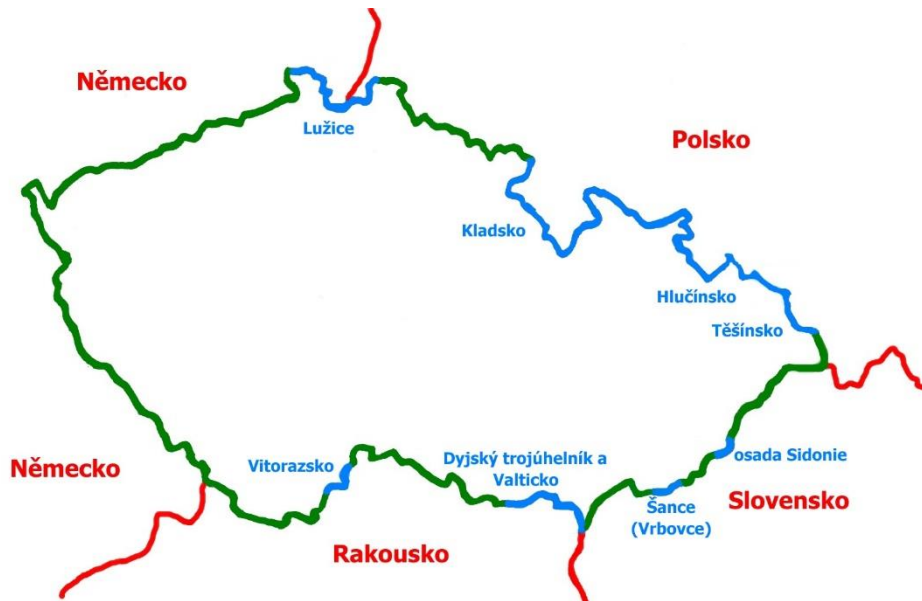 Německo
Lužice
Polsko
Kladsko
Hlučínsko
Těšínsko
Německo
Vitorazsko
Dyjský trojúhelník a
Valticko
osada Sidonie
Šance
(Vrbovce)
Slovensko
Rakousko